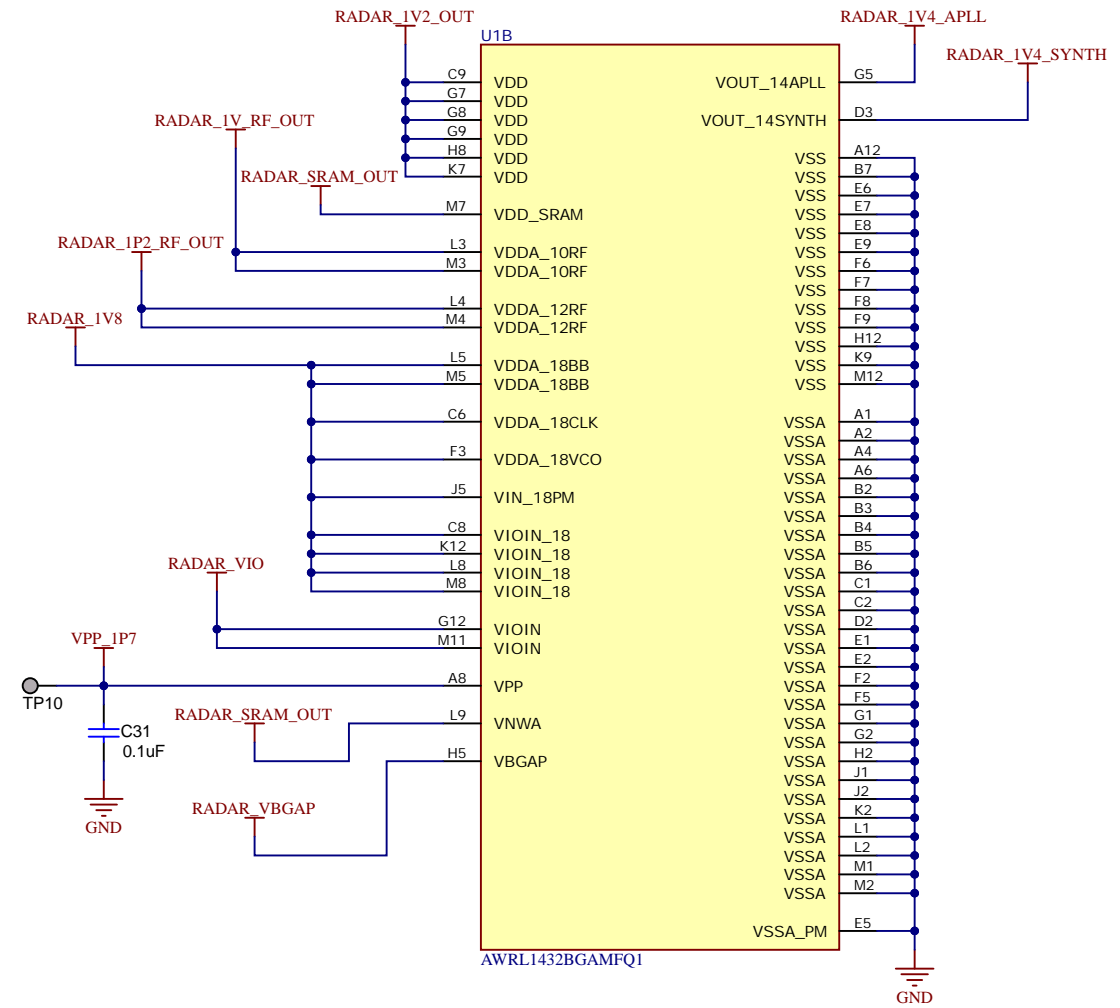 RADAR_1V2_OUT
RADAR_1V4_APLL
U1B
RADAR_1V4_SYNTH
C9 VDD VOUT_14APLL G5
G7 VDD
G8 VDD VOUT_14SYNTH D3
RADAR_1V_RF_OUT
G9 VDD
H8 VDD VSS A12
K7 VDD VSS B7
RADAR_SRAM_OUT
VSS E6
M7 VDD_SRAM VSS E7
VSS E8
RADAR_1P2_RF_OUT
L3 VDDA_10RF VSS E9
M3 VDDA_10RF VSS F6
VSS F7
L4 VDDA_12RF VSS F8
RADAR_1V8
M4 VDDA_12RF VSS F9
VSS H12
L5 VDDA_18BB VSS K9
M5 VDDA_18BB VSS M12
C6 VDDA_18CLK VSSA A1
VSSA A2
F3 VDDA_18VCO VSSA A4
VSSA A6
J5 VIN_18PM VSSA B2
VSSA B3
C8 VIOIN_18 VSSA B4
K12 VIOIN_18 VSSA B5
RADAR_VIO
L8 VIOIN_18 VSSA B6
M8 VIOIN_18 VSSA C1
VSSA C2
G12 VIOIN VSSA D2
VPP_1P7
M11 VIOIN VSSA E1
VSSA E2
TP10
A8 VPP VSSA F2
VSSA F5
RADAR_SRAM_OUT
L9 VNWA VSSA G1
C31
0.1uF
VSSA G2
H5 VBGAP VSSA H2
VSSA J1
RADAR_VBGAP
VSSA J2
GND
VSSA K2
VSSA L1
VSSA L2
VSSA M1
VSSA M2
VSSA_PM E5
AWRL1432BGAMFQ1
GND